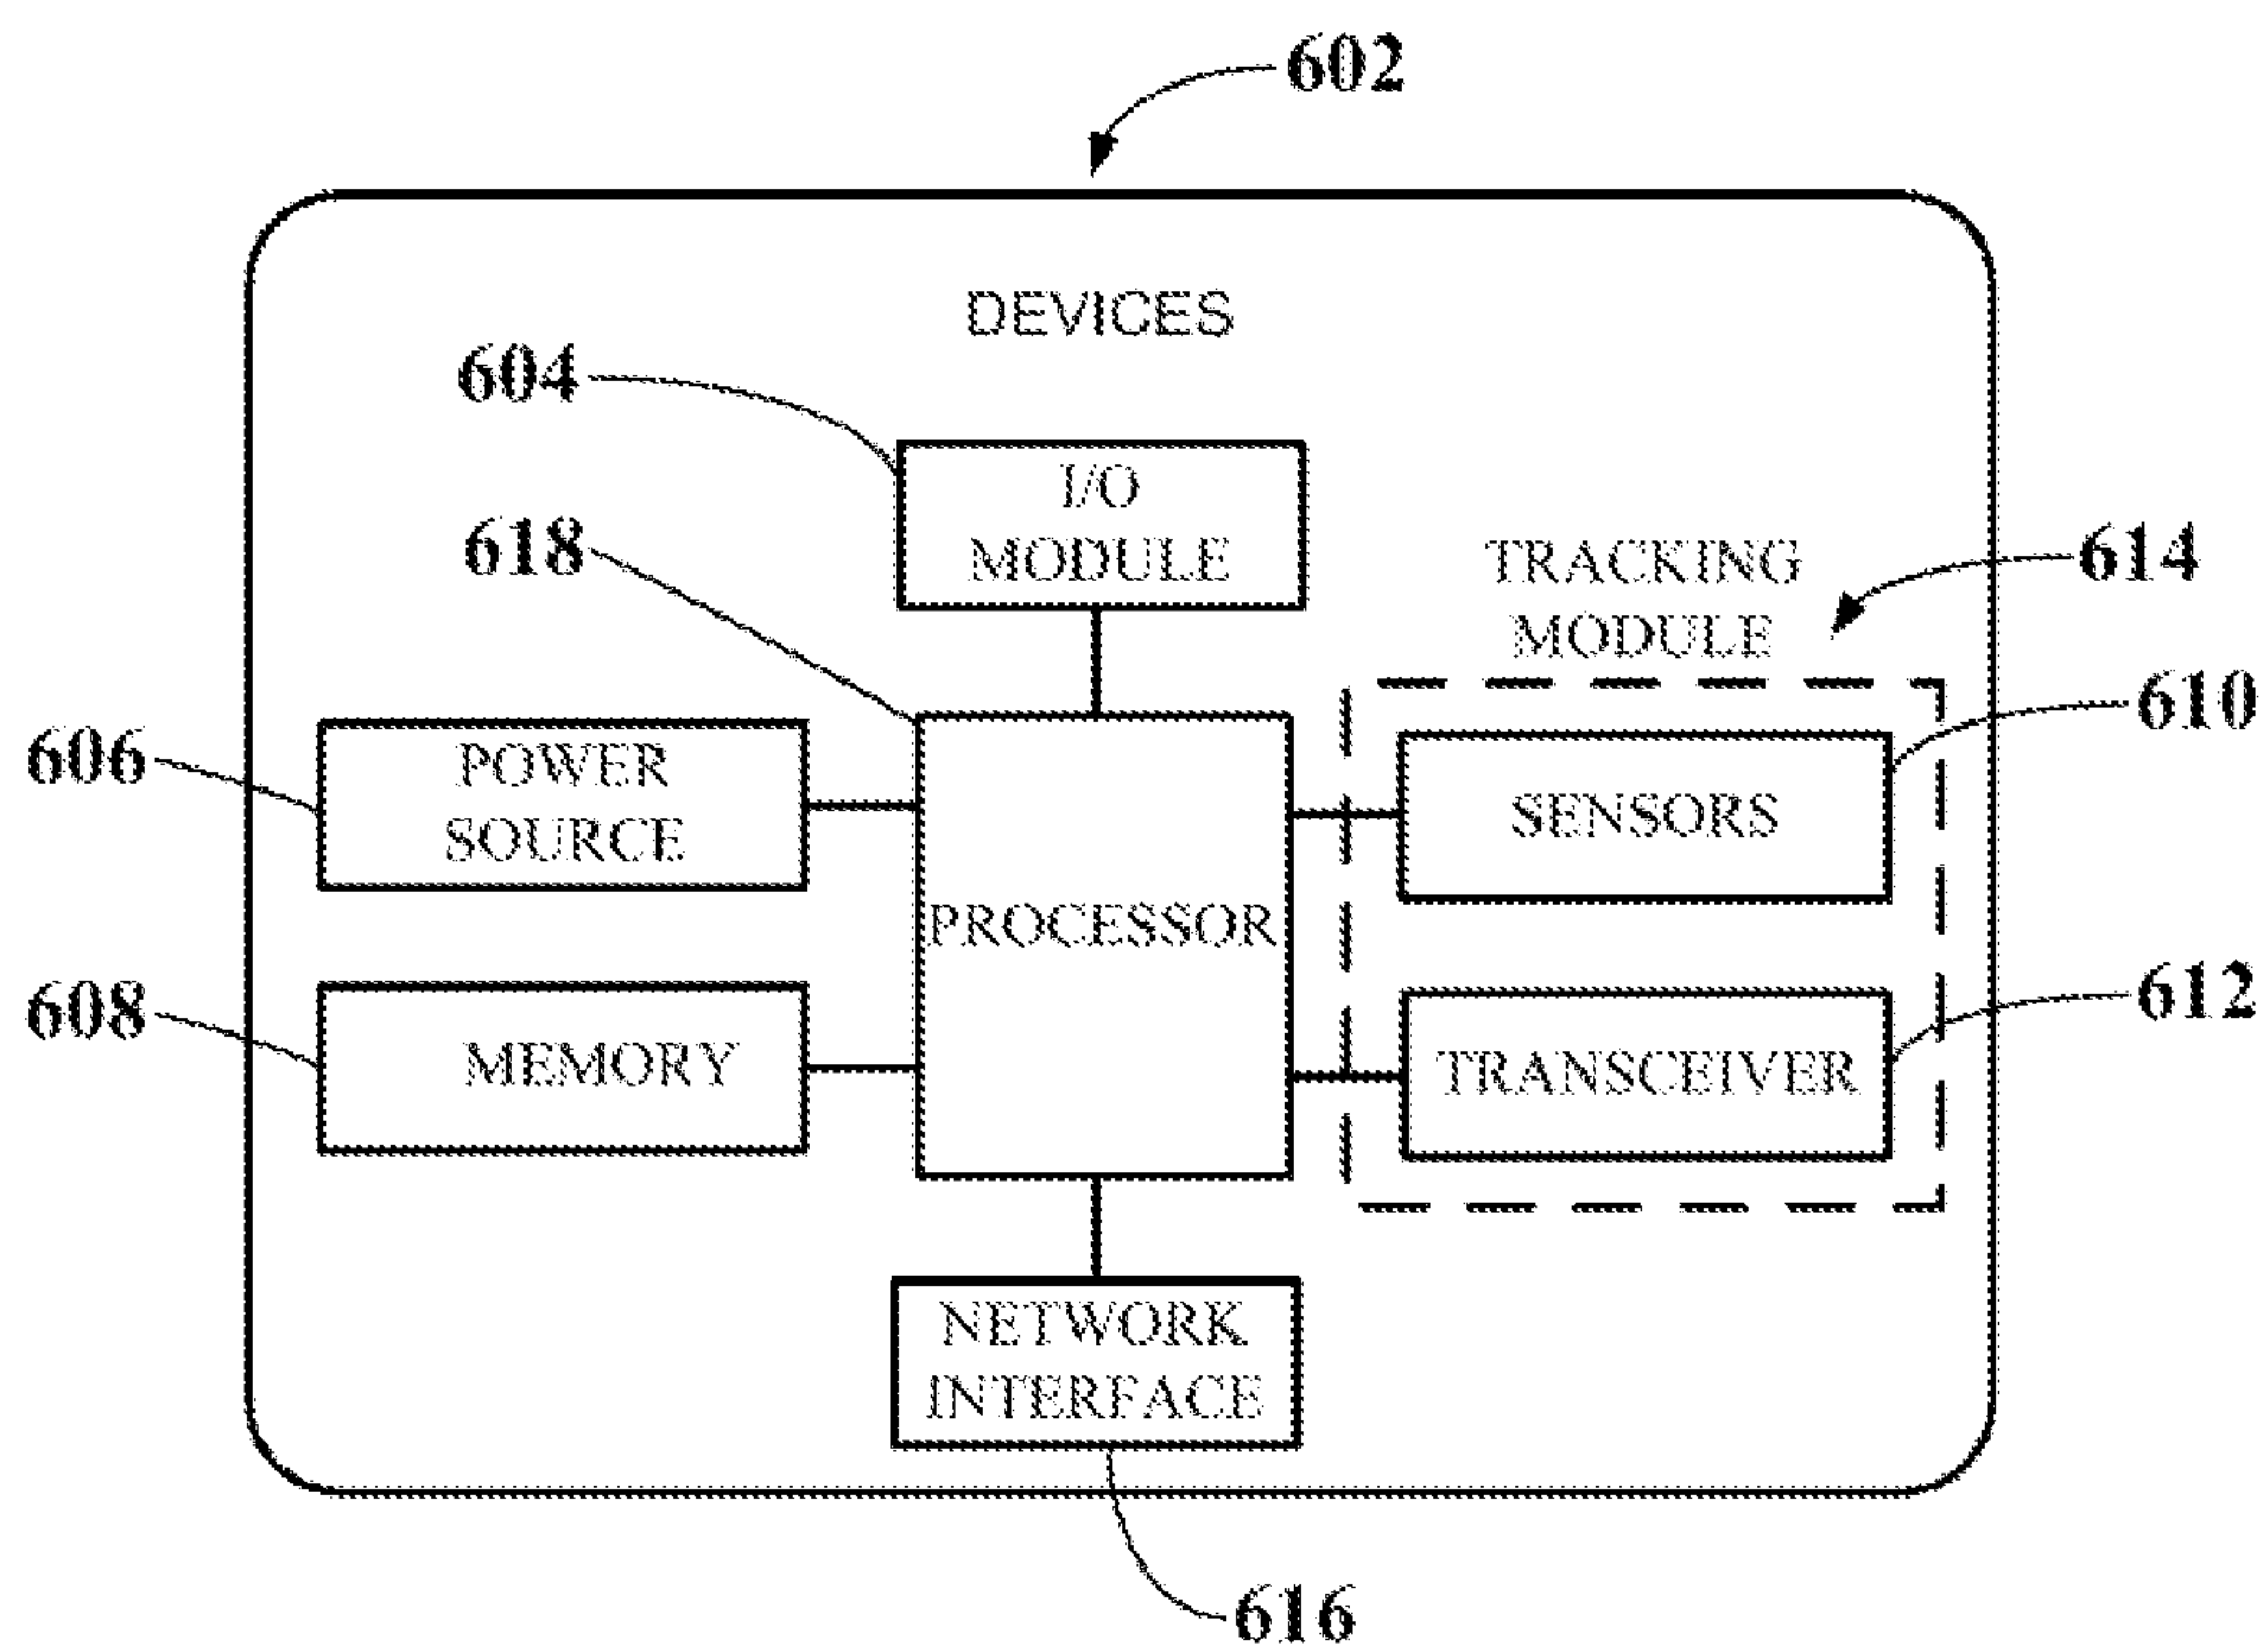 602
DEVICES
604
I/O
MODULE
618
TRACKING
MODULE
614
610
606
POWER
SOURCE
SENSORS
PROCESSOR
608
MEMORY
612
TRANSCEIVER
NETWORK
INTERFACE
616